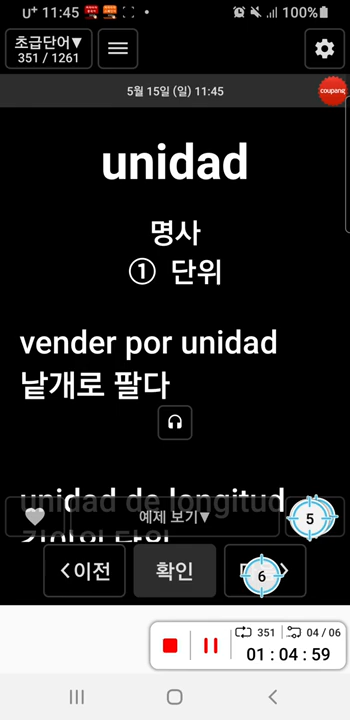 U⁺ 11:45 100%
초급단어▼
351 / 1261
5월 15일 (일) 11:45
coupang
unidad
명사
① 단위
vender por unidad
낱개로 팔다
unidad de longitud
예제 보기▼
5
<이전
확인
6
>
351 04 / 06
01 : 04 : 59